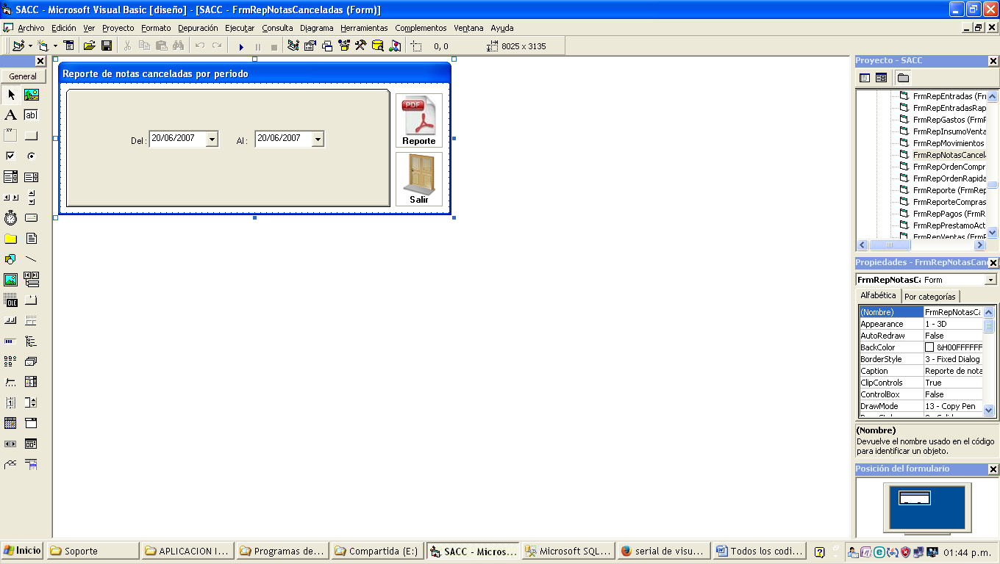 SACC - Microsoft Visual Basic [diseño] - [SACC - FrmRepNotasCanceladas (Form)]
Archivo Edición Ver Proyecto Formato Depuración Ejecutar Consulta Diagrama Herramientas Complementos Ventana Ayuda
0, 0 8025 x 3135
General
A
ab|
xv
OLE
Reporte de notas canceladas por periodo
Del : 20/06/2007 Al : 20/06/2007
PDF
Reporte
Salir
Proyecto - SACC
FrmRepEntradas (Fr
FrmRepEntradasRap
FrmRepGastos (FrmF
FrmRepInsumoVenta
FrmRepMovimientos
FrmRepNotasCancel
FrmRepOrdenCompr
FrmRepOrdenRapida
FrmReporte (FrmRep
FrmReporteCompras
FrmRepPagos (FrmR
FrmRepPrestamoAct
FrmRepVentas (FrmF
Propiedades - FrmRepNotasCanc
FrmRepNotasCa Form
Alfabética Por categorías
(Nombre) FrmRepNotasCa
Appearance 1 - 3D
AutoRedraw False
BackColor &H00FFFFFF
BorderStyle 3 - Fixed Dialog
Caption Reporte de nota
ClipControls True
ControlBox False
DrawMode 13 - Copy Pen
(Nombre)
Devuelve el nombre usado en el código
para identificar un objeto.
Posición del formulario
Inicio Soporte APLICACION I... Programas de... Compartida (E:) SACC - Micros... Microsoft SQL... serial de visu... Todos los codi... 01:44 p.m.